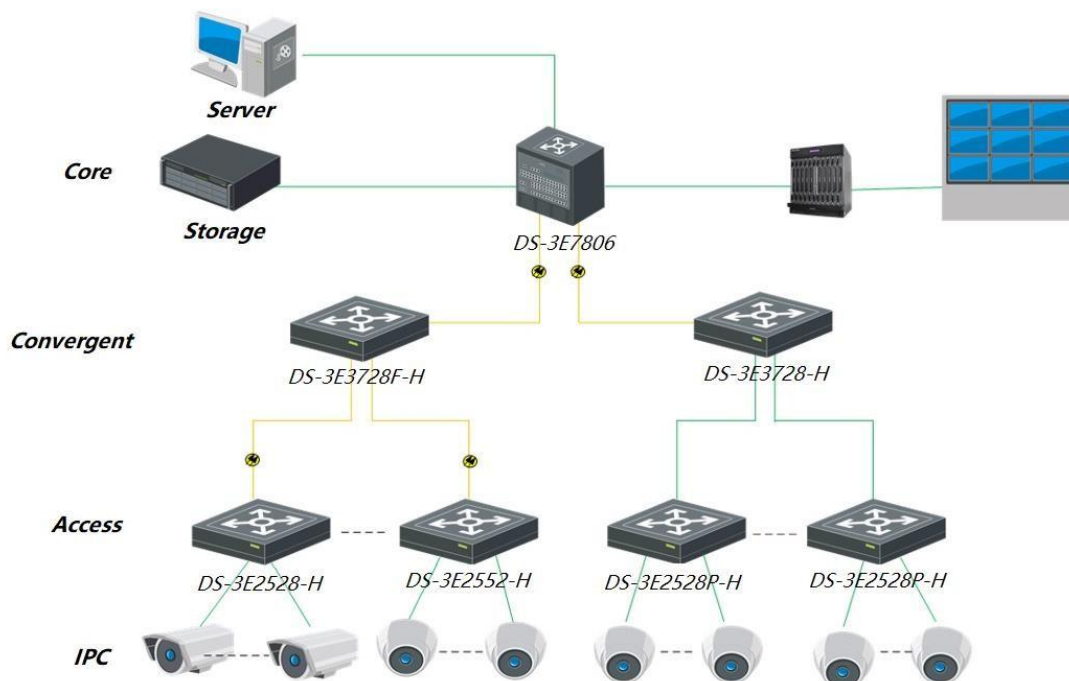 Server
Core
Storage
DS-3E7806
Convergent
DS-3E3728F-H
DS-3E3728-H
Access
DS-3E2528-H
DS-3E2552-H
DS-3E2528P-H
DS-3E2528P-H
IPC